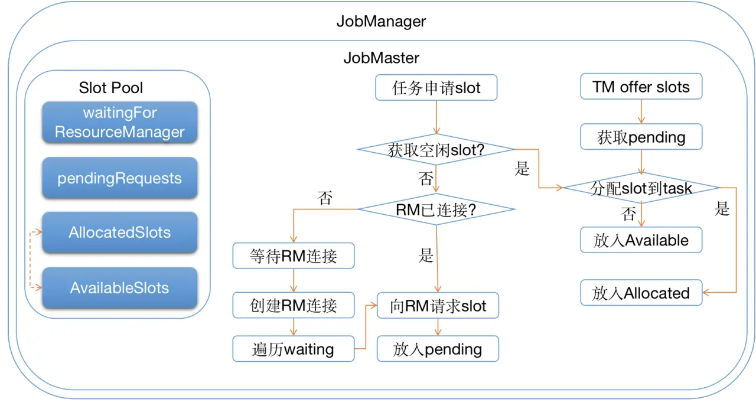 JobManager
JobMaster
Slot Pool
waitingFor
ResourceManager
pendingRequests
AllocatedSlots
AvailableSlots
任务申请slot
获取空闲slot?
是
否
RM已连接?
否
是
等待RM连接
创建RM连接
遍历waiting
向RM请求slot
放入pending
TM offer slots
获取pending
分配slot到task
否
是
放入Available
放入Allocated